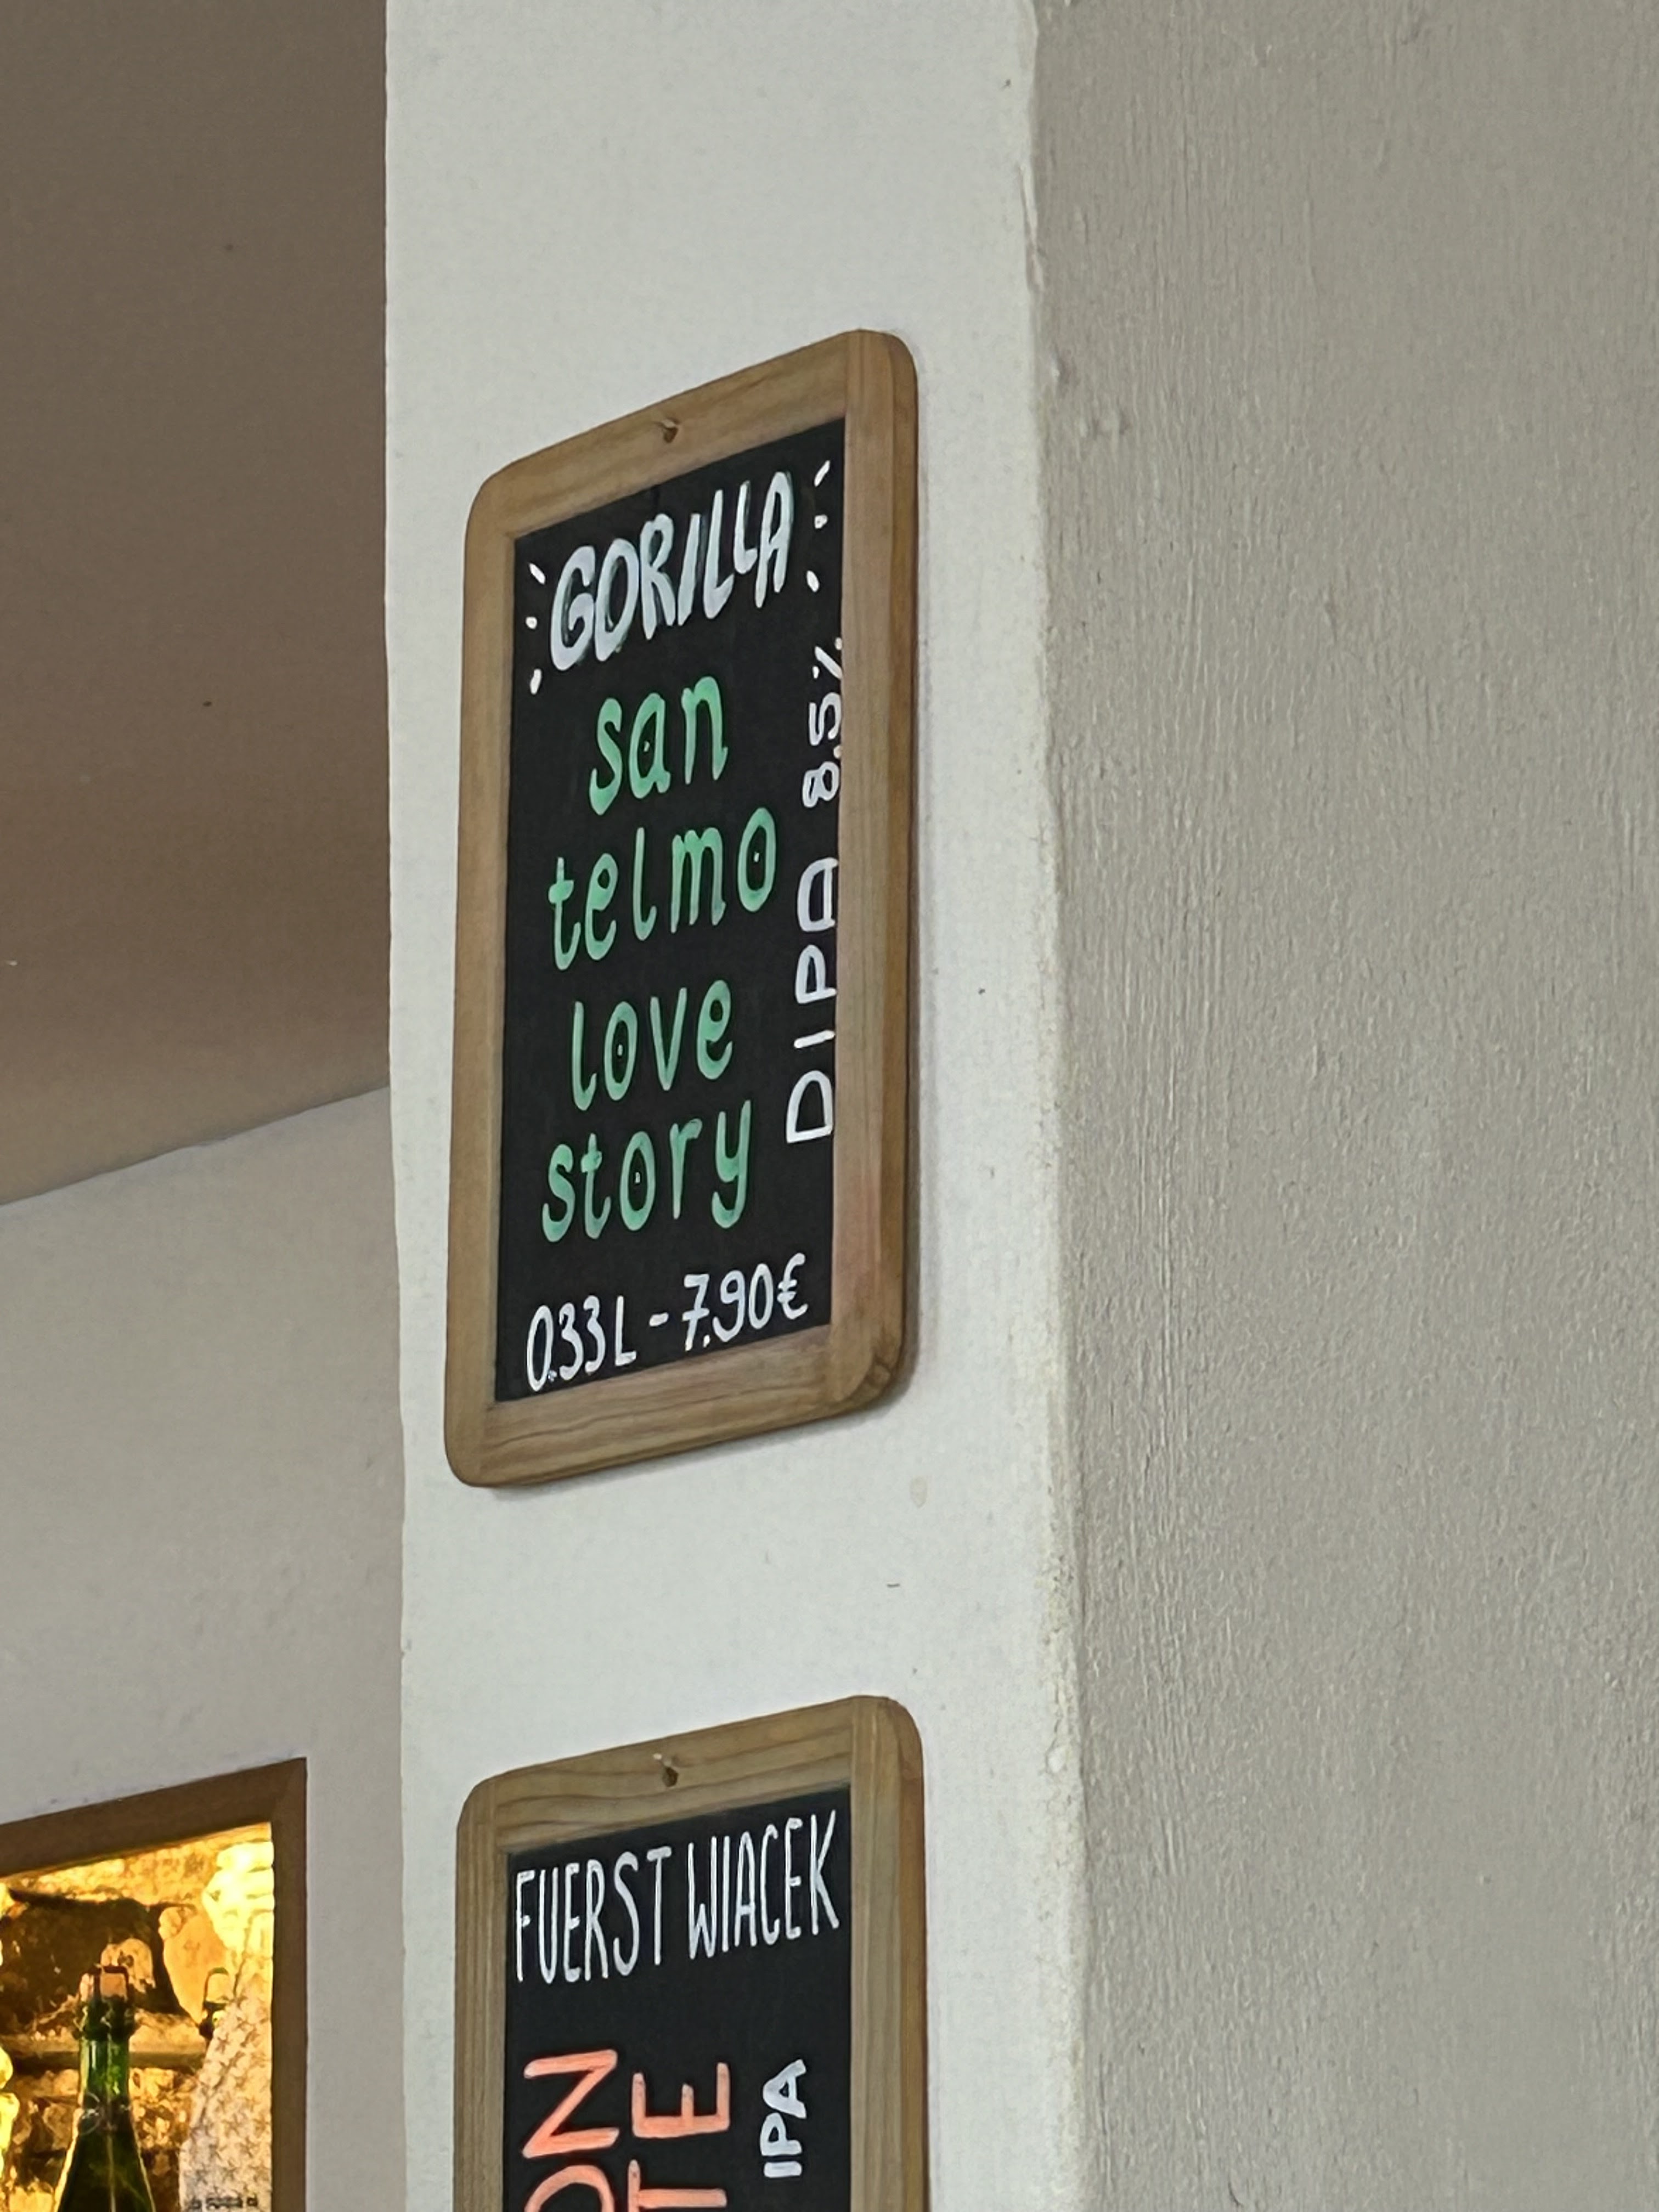 GORILLA
san
telmo
love
story
DIPA 8.5%
0.33L - 7.90€
FUERST WIACEK
IPA